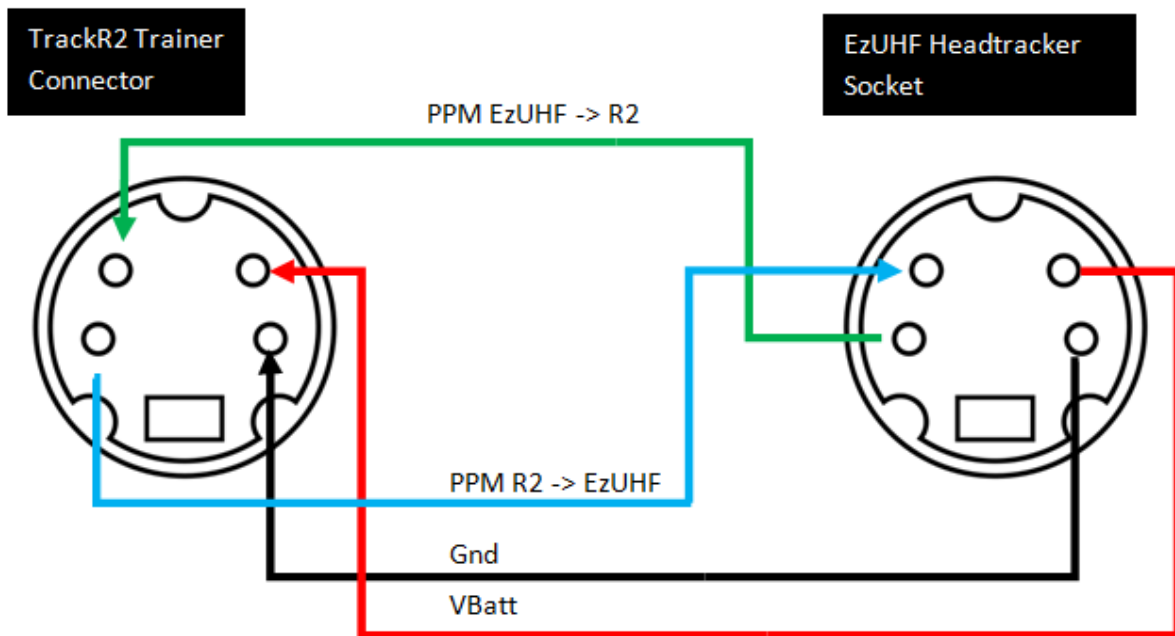 TrackR2 Trainer
Connector
EzUHF Headtracker
Socket
PPM EzUHF -> R2
PPM R2 -> EzUHF
Gnd
VBatt